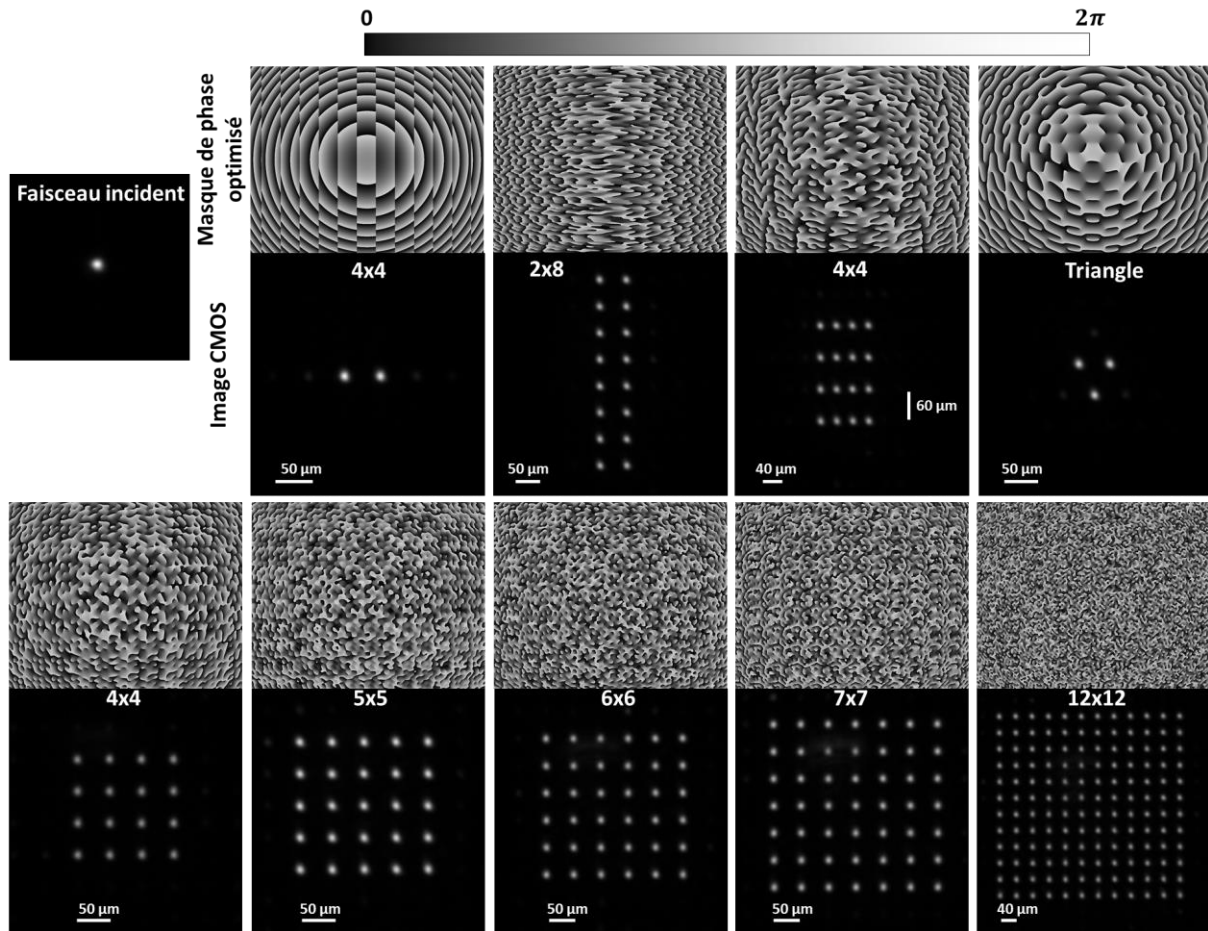 0
2π
Masque de phase
optimisé
Faisceau incident
Image CMOS
4x4
2x8
4x4
Triangle
60 µm
50 µm
50 µm
40 µm
50 µm
4x4
5x5
6x6
7x7
12x12
50 µm
50 µm
50 µm
50 µm
40 µm